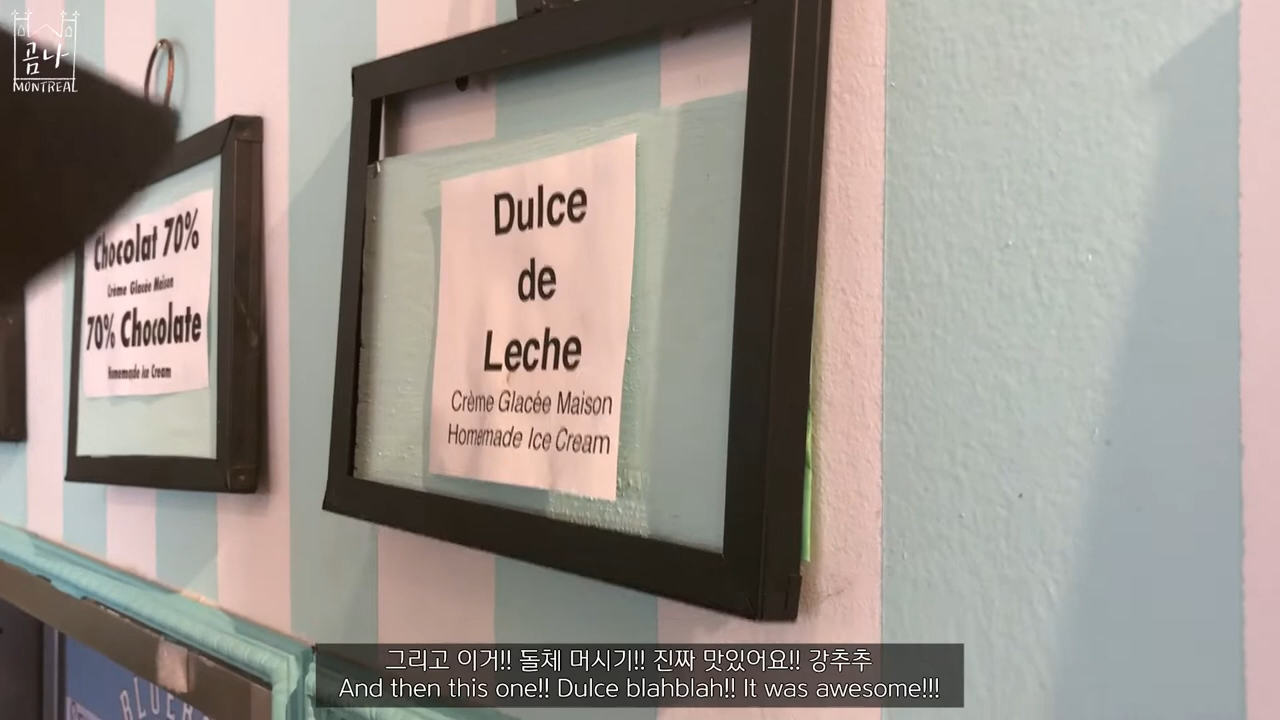 곰나
MONTREAL
Chocolat 70%
Crème Glacée Maison
70% Chocolate
Homemade Ice Cream
Dulce
de
Leche
Crème Glacée Maison
Homemade Ice Cream
그리고 이거!! 돌체 머시기!! 진짜 맛있어요!! 강추추
And then this one!! Dulce blahblah!! It was awesome!!!